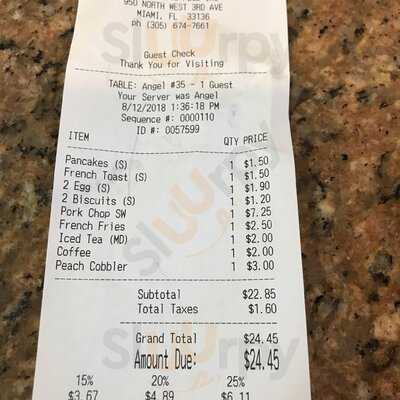 950 NORTH WEST 3RD AVE
MIAMI, FL 33136
ph (305) 674-7661
Guest Check
Thank You for Visiting
TABLE: Angel #35 - 1 Guest
Your Server was Angel
8/12/2018 1:36:18 PM
Sequence #: 0000110
ID #: 0057599
ITEM QTY PRICE
Pancakes (S) 1 $1.50
French Toast (S) 1 $1.50
2 Egg (S) 1 $1.90
2 Biscuits (S) 1 $1.20
Pork Chop SW 1 $7.25
French Fries 1 $2.50
Iced Tea (MD) 1 $2.00
Coffee 1 $2.00
Peach Cobbler 1 $3.00
Subtotal $22.85
Total Taxes $1.60
Grand Total $24.45
Amount Due: $24.45
15% 20% 25%
$3.67 $4.89 $6.11
Sluurpy
Sluurpy
Sluurpy